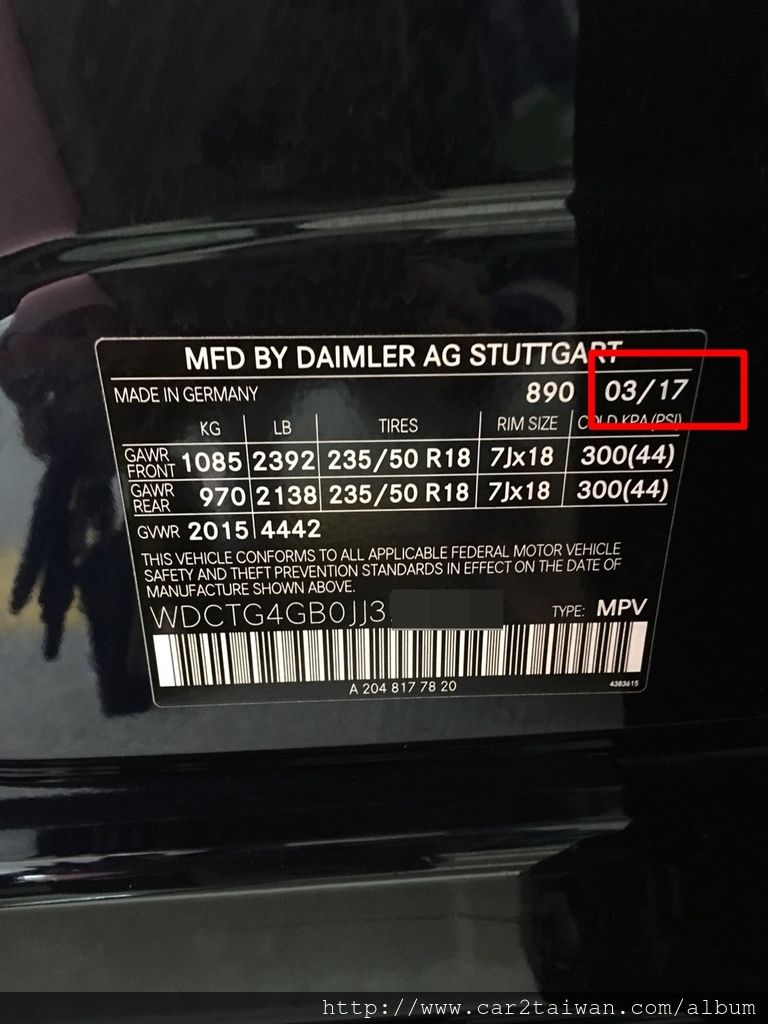 MFD BY DAIMLER AG STUTTGART
MADE IN GERMANY 890 03/17
KG LB TIRES RIM SIZE COLD KPA (PSI)
GAWR FRONT 1085 2392 235/50 R18 7Jx18 300(44)
GAWR REAR 970 2138 235/50 R18 7Jx18 300(44)
GVWR 2015 4442
THIS VEHICLE CONFORMS TO ALL APPLICABLE FEDERAL MOTOR VEHICLE
SAFETY AND THEFT PREVENTION STANDARDS IN EFFECT ON THE DATE OF
MANUFACTURE SHOWN ABOVE.
WDCTG4GB0JJ3 TYPE: MPV
A 204 817 78 20 4383615
http://www.car2taiwan.com/album